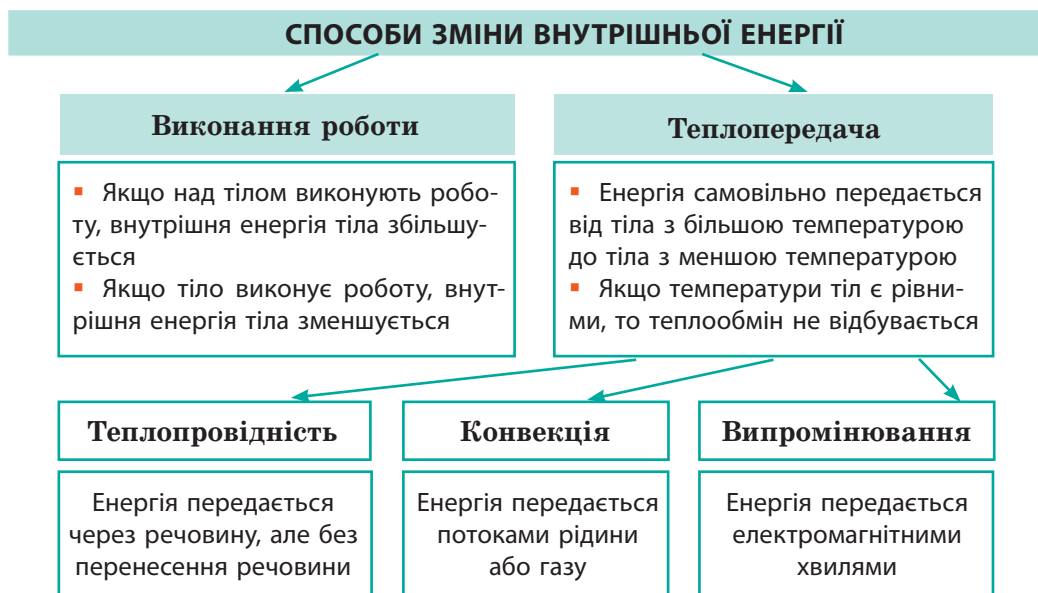 СПОСОБИ ЗМІНИ ВНУТРІШНЬОЇ ЕНЕРГІЇ
Виконання роботи
▪ Якщо над тілом виконують робо-
ту, внутрішня енергія тіла збільшу-
ється
▪ Якщо тіло виконує роботу, внут-
рішня енергія тіла зменшується
Теплопередача
▪ Енергія самовільно передається
від тіла з більшою температурою
до тіла з меншою температурою
▪ Якщо температури тіл є рівни-
ми, то теплообмін не відбувається
Теплопровідність
Енергія передається
через речовину, але без
перенесення речовини
Конвекція
Енергія передається
потоками рідини
або газу
Випромінювання
Енергія передається
електромагнітними
хвилями